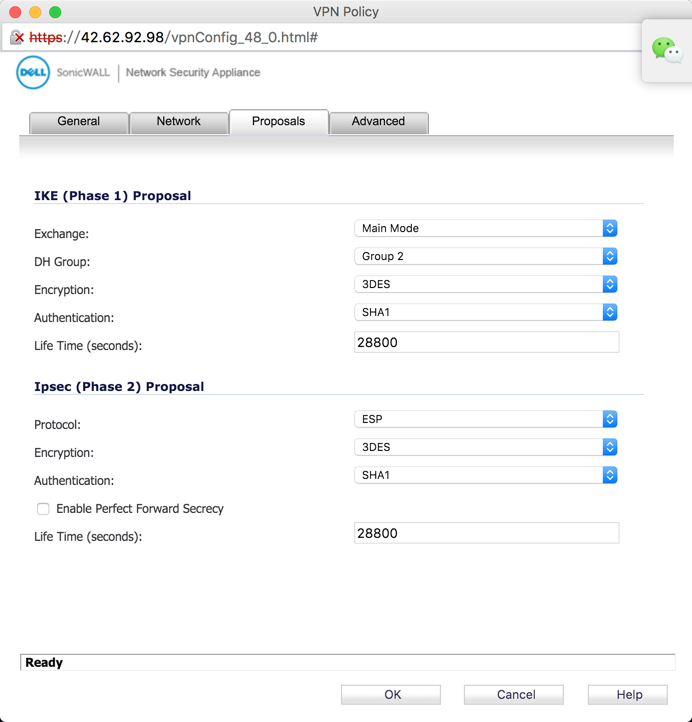 VPN Policy
https://42.62.92.98/vpnConfig_48_0.html#
DELL SonicWALL | Network Security Appliance
General Network Proposals Advanced
IKE (Phase 1) Proposal
Exchange: Main Mode
DH Group: Group 2
Encryption: 3DES
Authentication: SHA1
Life Time (seconds): 28800
Ipsec (Phase 2) Proposal
Protocol: ESP
Encryption: 3DES
Authentication: SHA1
Enable Perfect Forward Secrecy
Life Time (seconds): 28800
Ready
OK Cancel Help